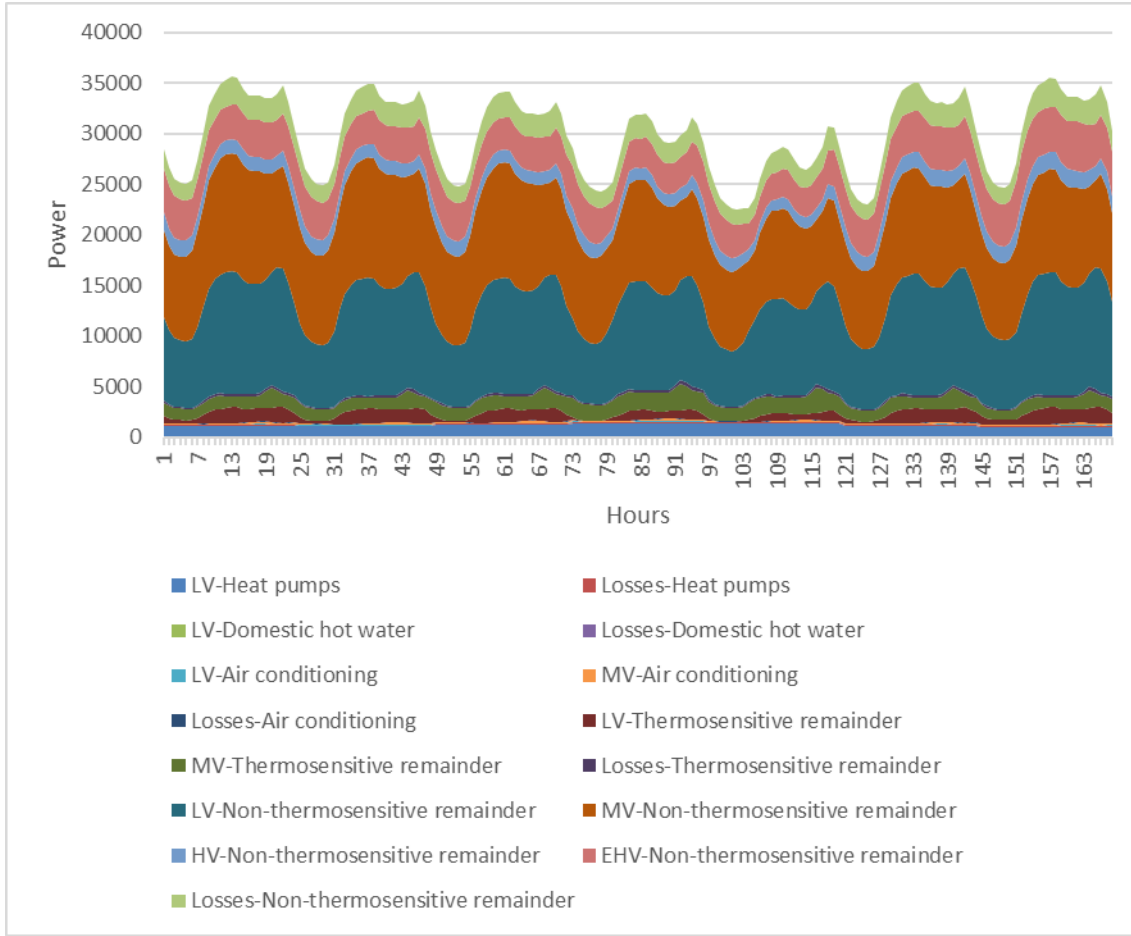 40000
35000
30000
25000
20000
15000
10000
5000
0
Power
1 7 13 19 25 31 37 43 49 55 61 67 73 79 85 91 97 103 109 115 121 127 133 139 145 151 157 163
Hours
LV-Heat pumps Losses-Heat pumps
LV-Domestic hot water Losses-Domestic hot water
LV-Air conditioning MV-Air conditioning
Losses-Air conditioning LV-Thermosensitive remainder
MV-Thermosensitive remainder Losses-Thermosensitive remainder
LV-Non-thermosensitive remainder MV-Non-thermosensitive remainder
HV-Non-thermosensitive remainder EHV-Non-thermosensitive remainder
Losses-Non-thermosensitive remainder